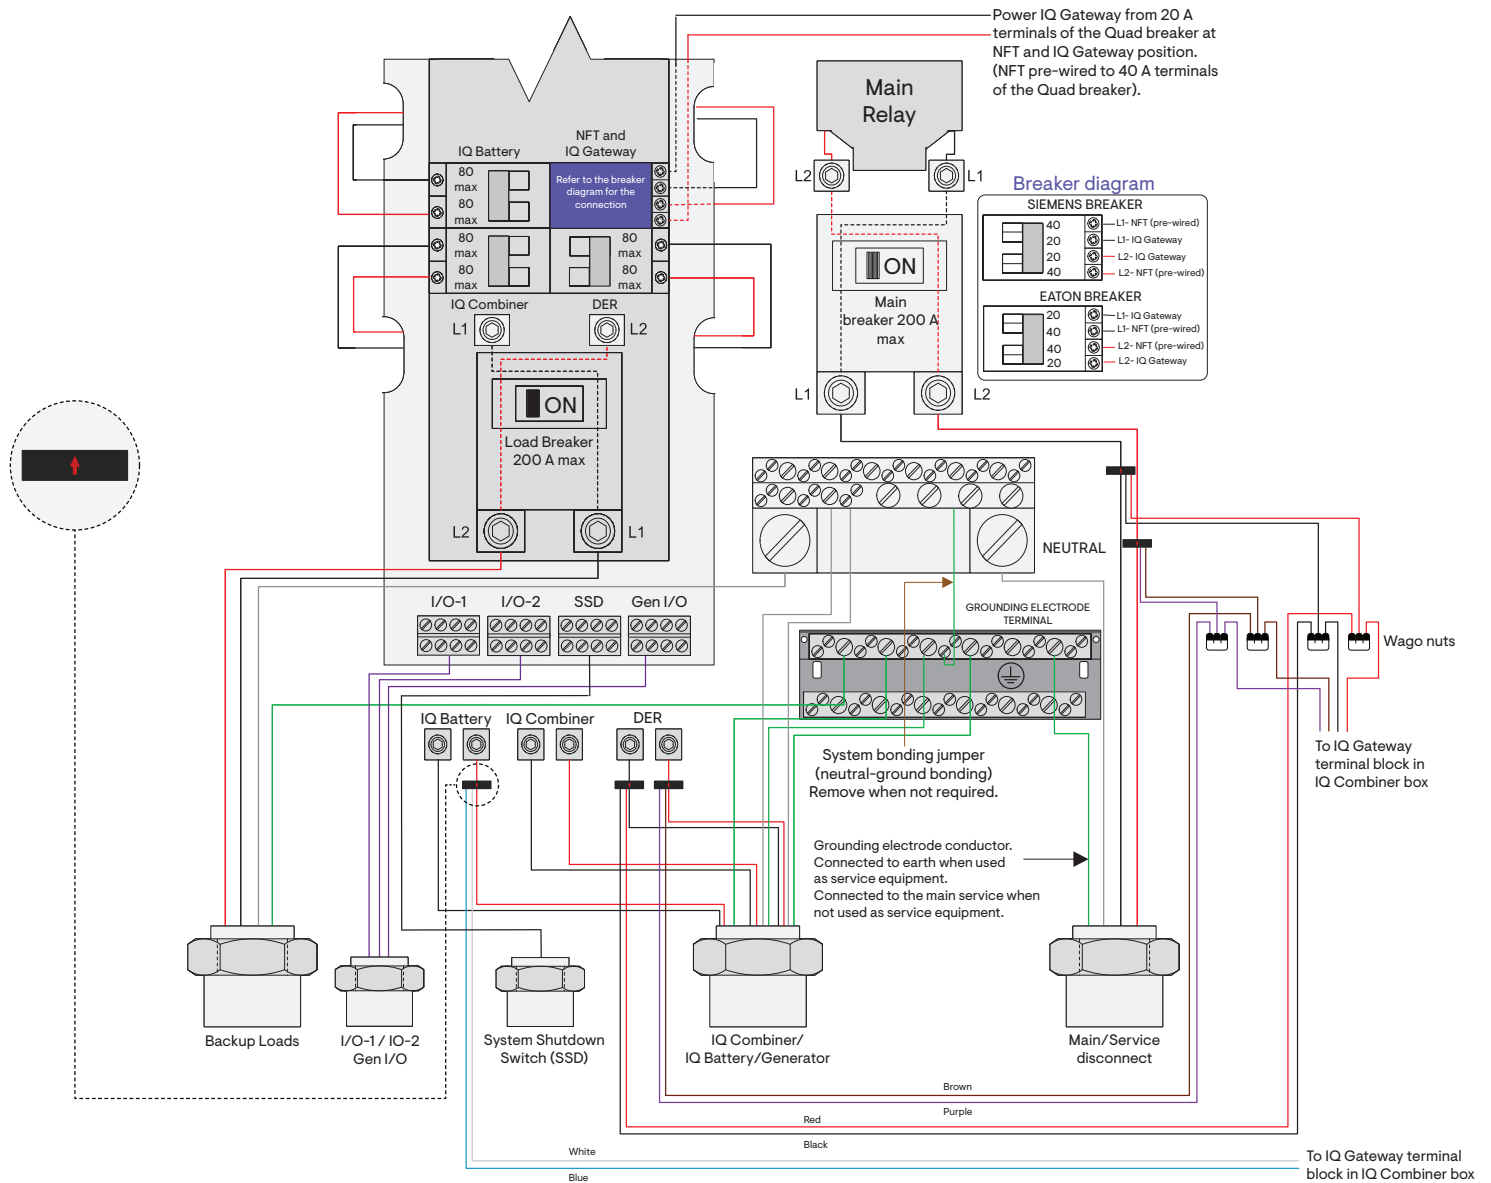 Power IQ Gateway from 20 A
terminals of the Quad breaker at
NFT and IQ Gateway position.
(NFT pre-wired to 40 A terminals
of the Quad breaker).
Main
Relay
L2
L1
NFT and
IQ Gateway
IQ Battery
80
max
80
max
Refer to the breaker
diagram for the
connection
80
max
80
max
80
max
80
max
IQ Combiner
DER
L1
L2
ON
Load Breaker
200 A max
L2
L1
ON
Main
breaker 200 A
max
L1
L2
Breaker diagram
SIEMENS BREAKER
40
20
20
40
L1- NFT (pre-wired)
L1- IQ Gateway
L2- IQ Gateway
L2- NFT (pre-wired)
EATON BREAKER
20
40
40
20
L1- IQ Gateway
L1- NFT (pre-wired)
L2- NFT (pre-wired)
L2- IQ Gateway
NEUTRAL
I/O-1
I/O-2
SSD
Gen I/O
GROUNDING ELECTRODE
TERMINAL
Wago nuts
IQ Battery
IQ Combiner
DER
System bonding jumper
(neutral-ground bonding)
Remove when not required.
To IQ Gateway
terminal block in
IQ Combiner box
Grounding electrode conductor.
Connected to earth when used
as service equipment.
Connected to the main service when
not used as service equipment.
Backup Loads
I/O-1 / IO-2
Gen I/O
System Shutdown
Switch (SSD)
IQ Combiner/
IQ Battery/Generator
Main/Service
disconnect
Brown
Purple
Red
Black
White
Blue
To IQ Gateway terminal
block in IQ Combiner box